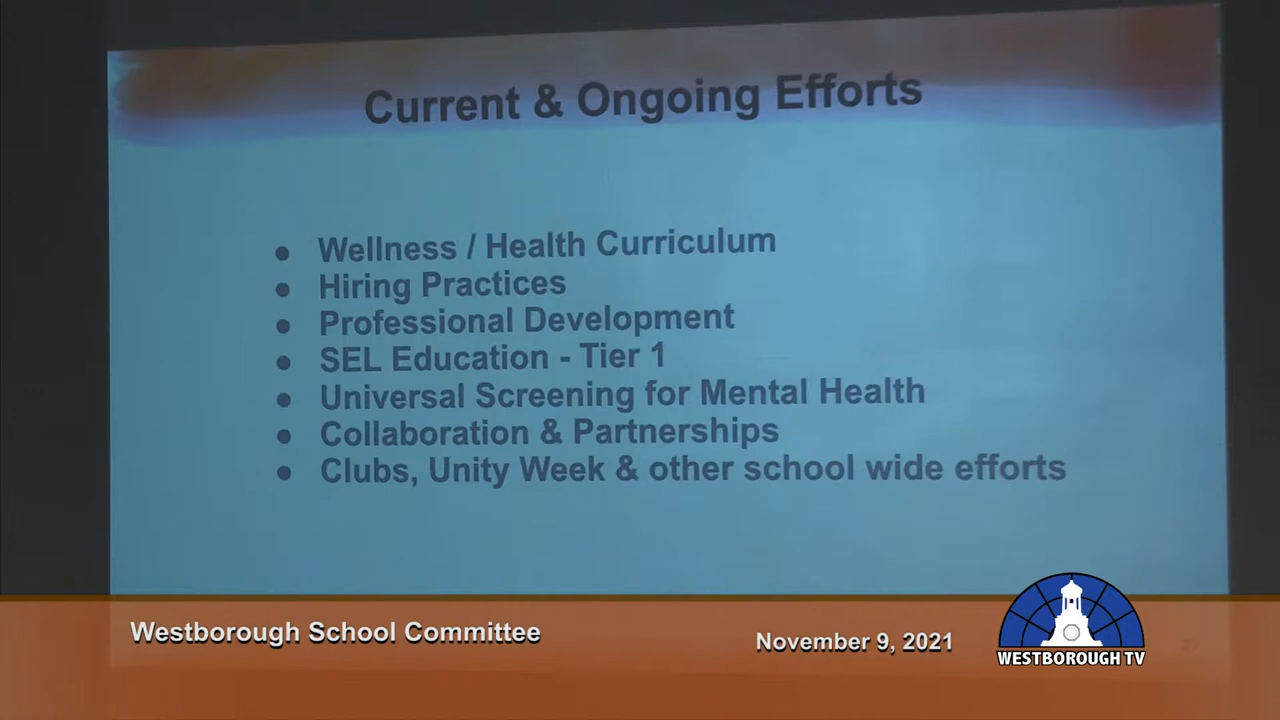 Current & Ongoing Efforts
● Wellness / Health Curriculum
● Hiring Practices
● Professional Development
● SEL Education - Tier 1
● Universal Screening for Mental Health
● Collaboration & Partnerships
● Clubs, Unity Week & other school wide efforts
Westborough School Committee
November 9, 2021
WESTBOROUGH TV